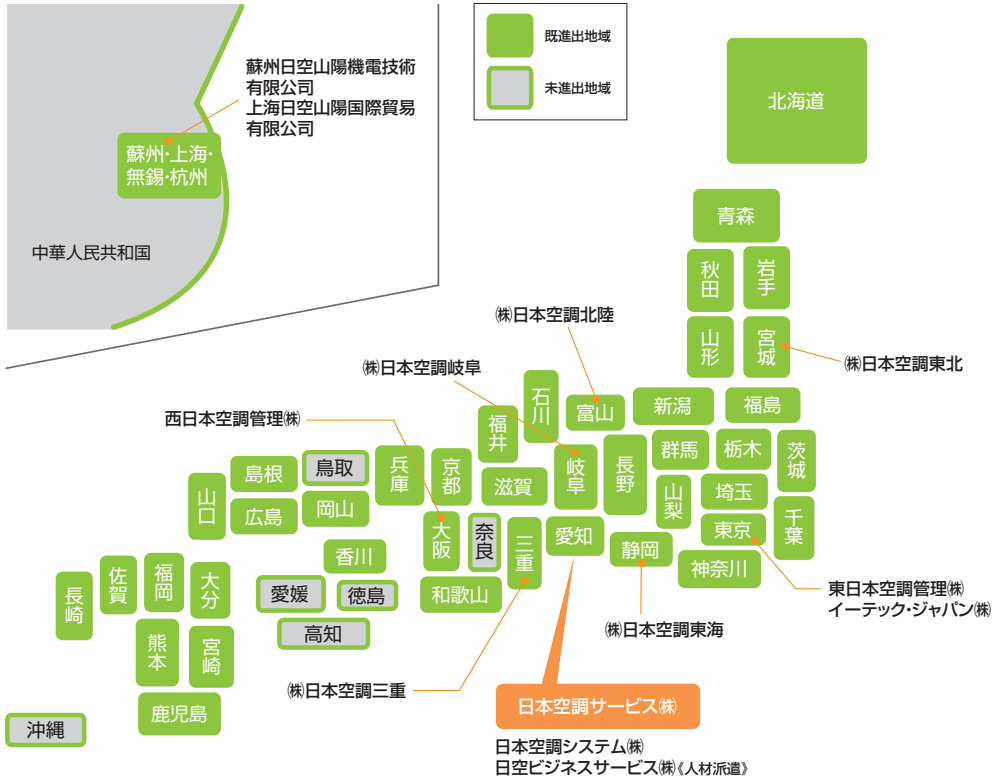 蘇州日空山陽機電技術
有限公司
上海日空山陽国際貿易
有限公司
蘇州・上海・
無錫・杭州
中華人民共和国
既進出地域
未進出地域
北海道
青森
秋田
岩手
山形
宮城
㈱日本空調東北
㈱日本空調北陸
㈱日本空調岐阜
西日本空調管理㈱
石川
富山
新潟
福島
福井
群馬
栃木
茨城
兵庫
京都
滋賀
岐阜
長野
山梨
埼玉
千葉
島根
鳥取
山口
広島
岡山
大阪
奈良
三重
愛知
静岡
東京
神奈川
香川
愛媛
徳島
高知
和歌山
長崎
佐賀
福岡
大分
熊本
宮崎
鹿児島
沖縄
東日本空調管理㈱
イーテック・ジャパン㈱
㈱日本空調東海
㈱日本空調三重
日本空調サービス㈱
日本空調システム㈱
日空ビジネスサービス㈱《人材派遣》